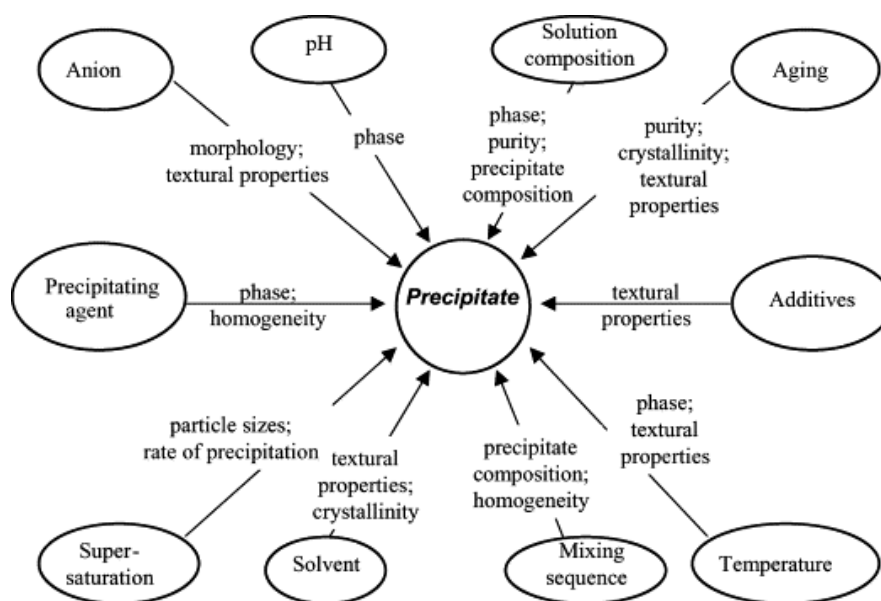 Anion
pH
Solution
composition
Aging
morphology;
textural properties
phase
phase;
purity;
precipitate
composition
purity;
crystallinity;
textural
properties
Precipitating
agent
phase;
homogeneity
Precipitate
textural
properties
Additives
particle sizes;
rate of precipitation
textural
properties;
crystallinity
precipitate
composition;
homogeneity
phase;
textural
properties
Super-
saturation
Solvent
Mixing
sequence
Temperature